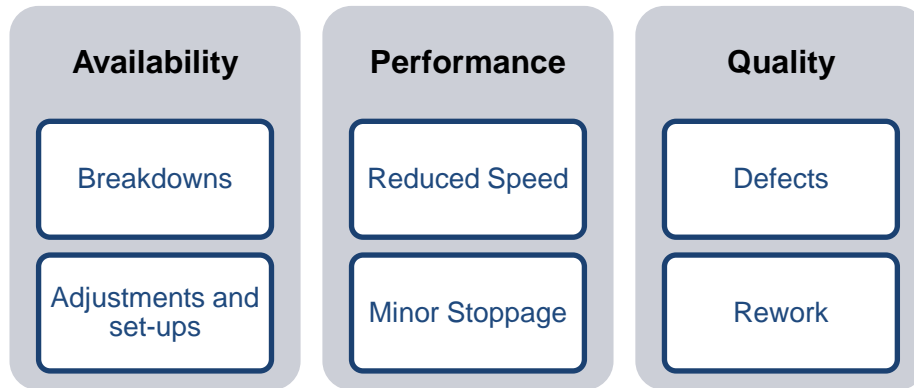 Availability
Breakdowns
Adjustments and
set-ups
Performance
Reduced Speed
Minor Stoppage
Quality
Defects
Rework